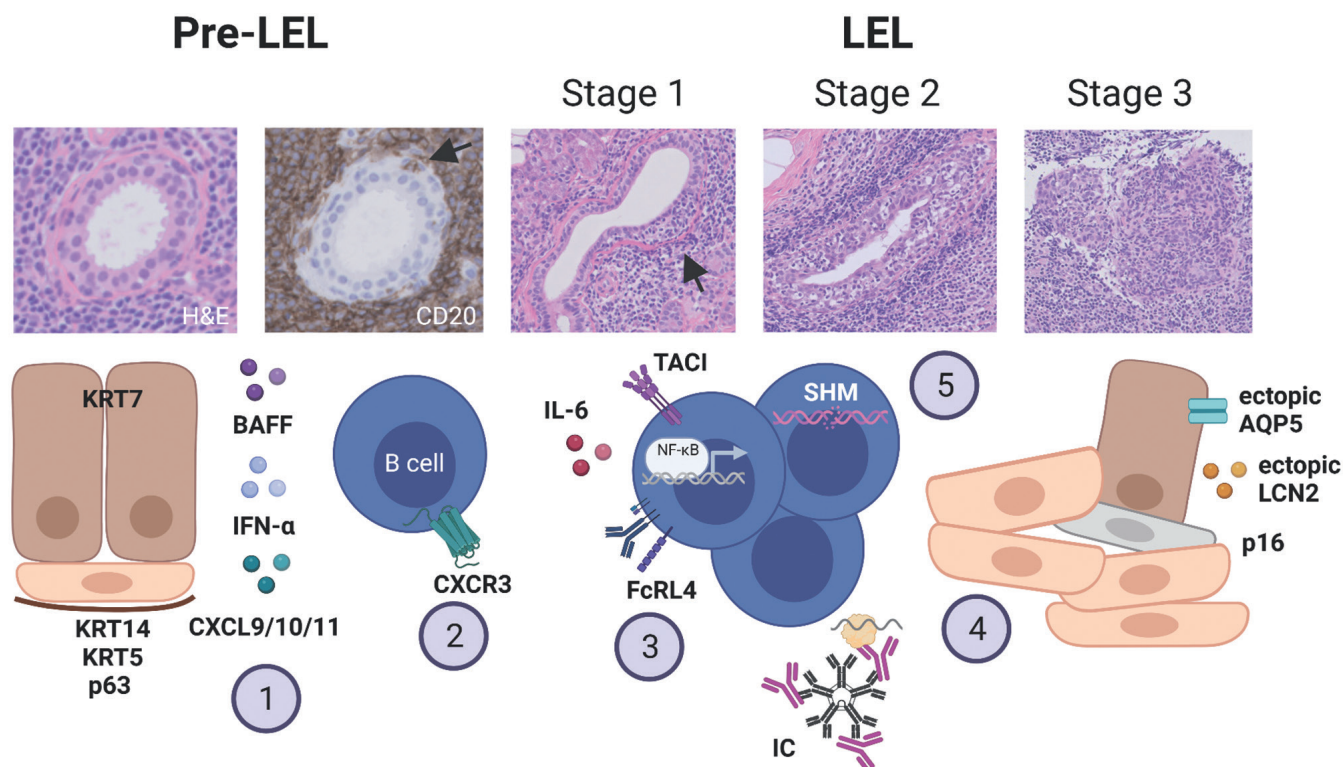 Pre-LEL
LEL
Stage 1
Stage 2
Stage 3
H&E
CD20
KRT7
BAFF
IFN-α
CXCL9/10/11
KRT14
KRT5
p63
1
B cell
CXCR3
2
IL-6
TACI
NF-κB
SHM
FcRL4
3
IC
5
4
ectopic
AQP5
ectopic
LCN2
p16